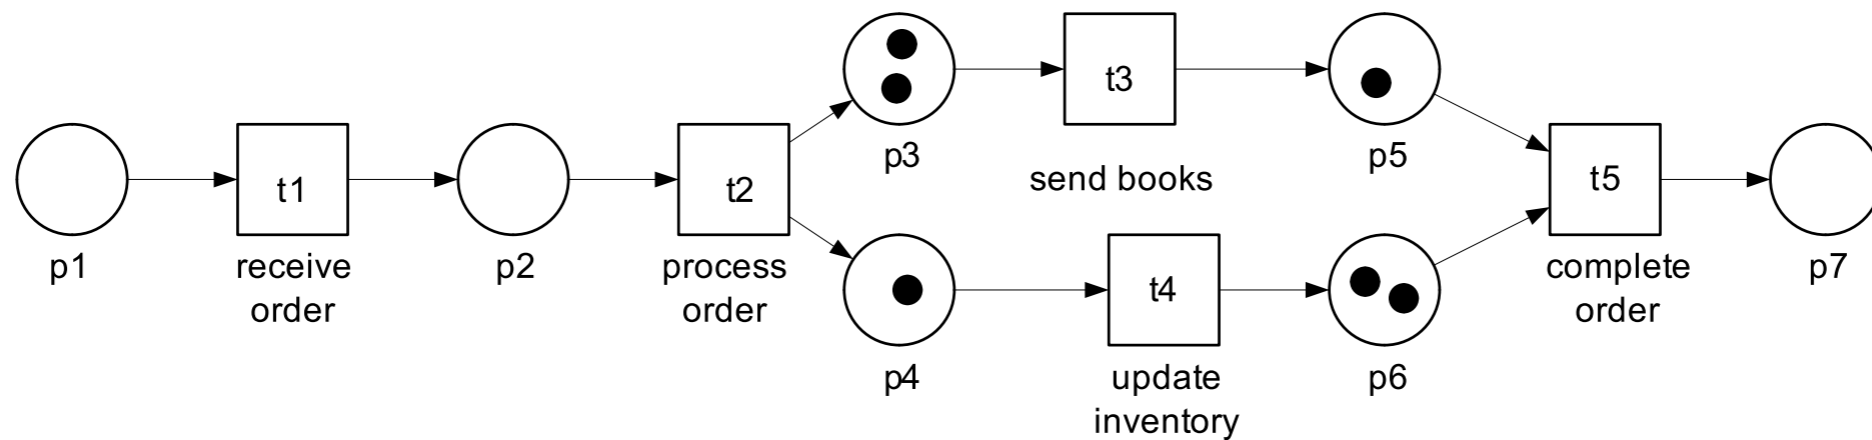 p1
t1
receive
order
p2
t2
process
order
p3
t3
send books
p4
t4
update
inventory
p5
p6
t5
complete
order
p7